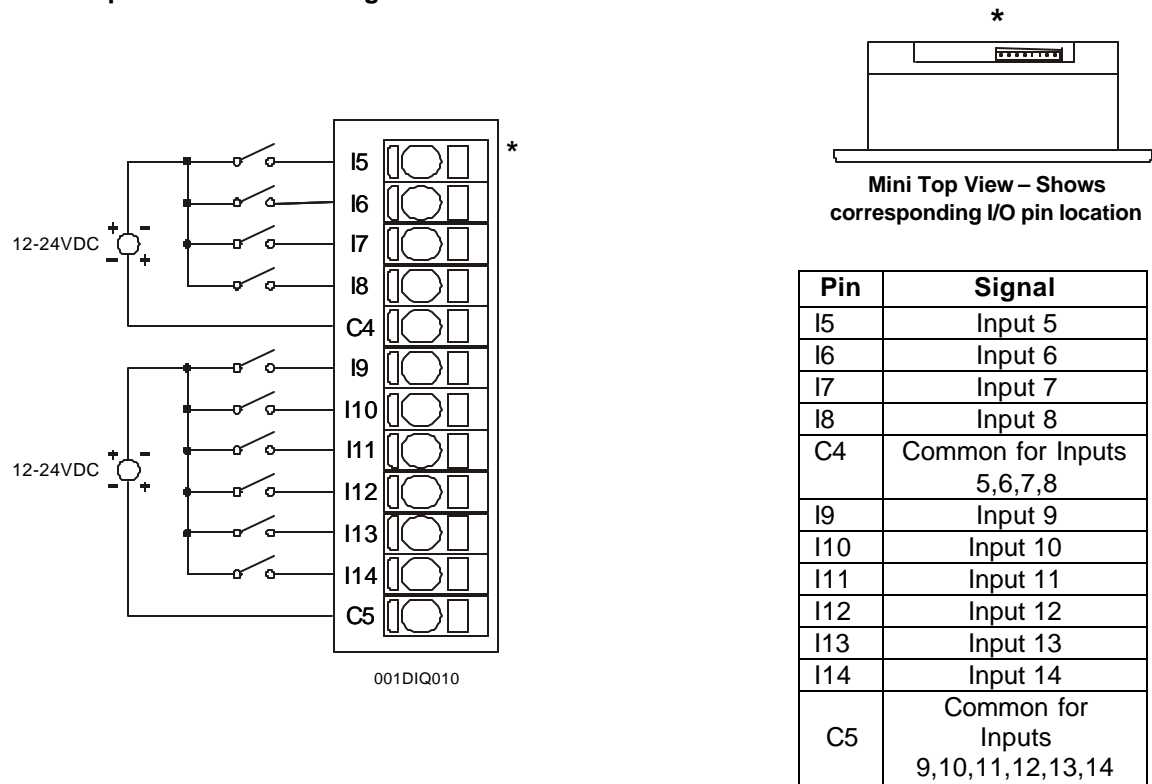 *
I5
*
I6
12-24VDC
+ -
- +
I7
I8
C4
I9
I10
I11
12-24VDC
+ -
- +
I12
I13
I14
C5
001DIQ010
Mini Top View – Shows
corresponding I/O pin location
Pin Signal
I5 Input 5
I6 Input 6
I7 Input 7
I8 Input 8
C4 Common for Inputs
5,6,7,8
I9 Input 9
I10 Input 10
I11 Input 11
I12 Input 12
I13 Input 13
I14 Input 14
C5 Common for
Inputs
9,10,11,12,13,14